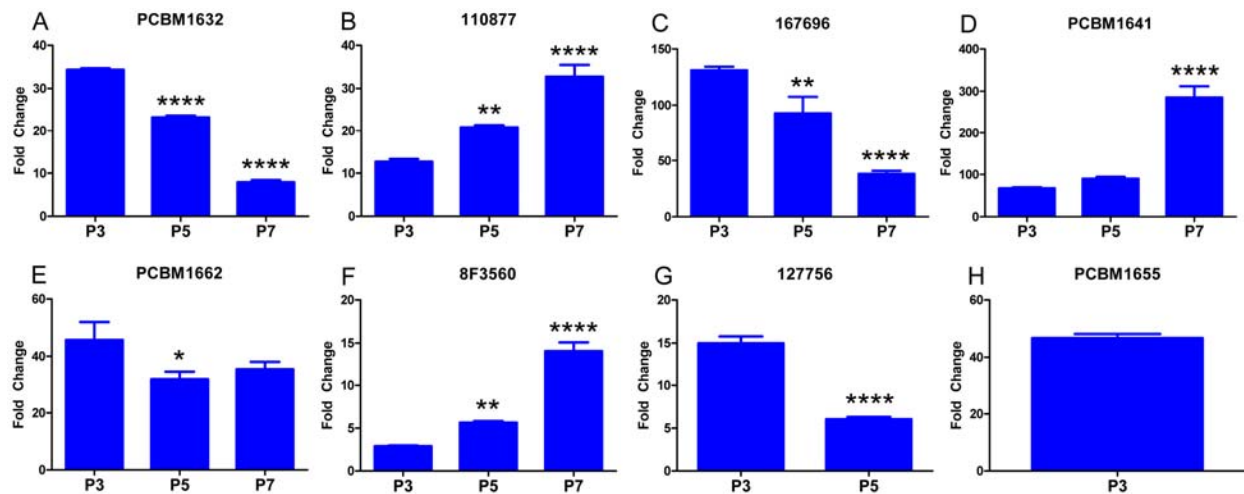 A PCBM1632
Fold Change
40
30
20
10
0
****
****
P3 P5 P7
B 110877
Fold Change
40
30
20
10
0
**
****
P3 P5 P7
C 167696
Fold Change
150
100
50
0
**
****
P3 P5 P7
D PCBM1641
Fold Change
400
300
200
100
0
****
P3 P5 P7
E PCBM1662
Fold Change
60
40
20
0
*
P3 P5 P7
F 8F3560
Fold Change
20
15
10
5
0
**
****
P3 P5 P7
G 127756
Fold Change
20
15
10
5
0
****
P3 P5
H PCBM1655
Fold Change
60
40
20
0
P3